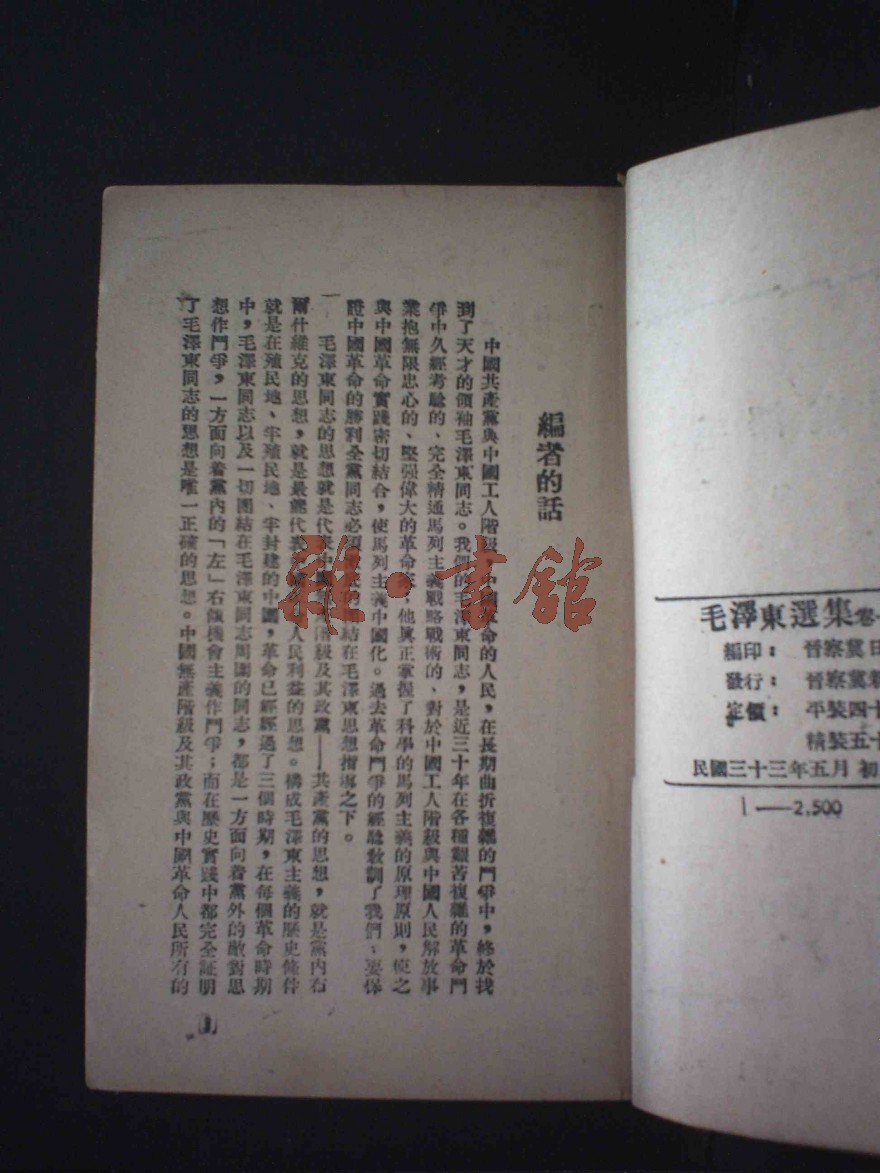 編者的話
中國共產黨與中國工人階級、中國革命的人民，在長期曲折複雜的鬥爭中，終於找
到了天才的領袖毛澤東同志。我們的毛澤東同志，是近三十年在各種艱苦複雜的革命鬥
爭中久經考驗的、完全精通馬列主義戰略戰術的、對於中國工人階級與中國人民解放事
業抱無限忠心的、堅强偉大的革命家，他眞正掌握了科學的馬列主義的原理原則，使之
與中國革命實踐密切結合，使馬列主義中國化。過去革命鬥爭的經驗敎訓了我們：要保
證中國革命的勝利全黨同志必須 的團結在毛澤東思想指導之下。
一 毛澤東同志的思想就是代表中國 階級及其政黨——共產黨的思想，就是黨內布
爾什維克的思想，就是最能代表 人民利益的思想。構成毛澤東主義的歷史條件
就是在殖民地、半殖民地、半封建的中國，革命已經經過了三個時期，在每個革命時期
中，毛澤東同志以及一切團結在毛澤東同志周圍的同志，都是一方面向着黨外的敵對思
想作鬥爭，一方面向着黨內的「左」右傾機會主義作鬥爭；而在歷史實踐中都完全証明
了毛澤東同志的思想是唯一正確的思想。中國無產階級及其政黨與中國革命人民所有的
1
毛澤東選集 卷
編印：晉察冀日
發行：晉察冀新
定價：平裝四十
精裝五十
民國三十三年五月初
1—2,500
雜·書館